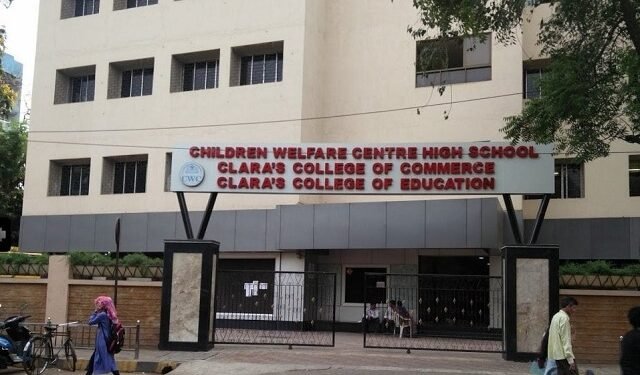 CHILDREN WELFARE CENTRE HIGH SCHOOL
CLARA'S COLLEGE OF COMMERCE
CLARA'S COLLEGE OF EDUCATION
CWC